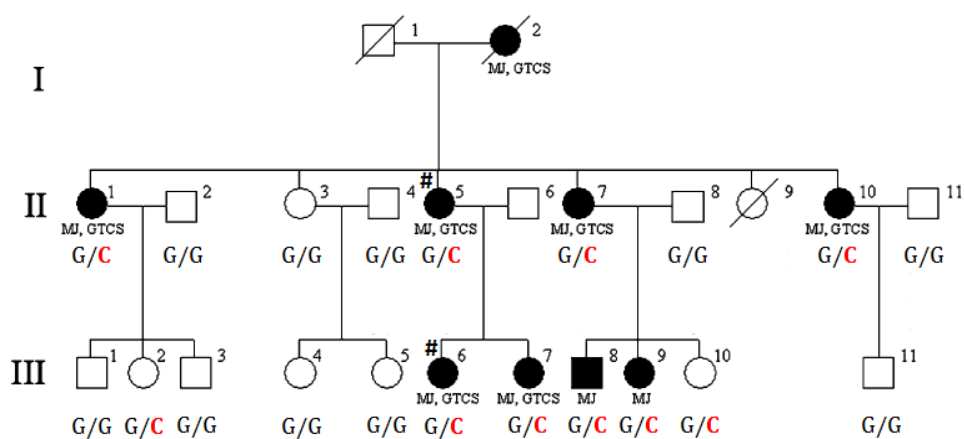 1 2
MJ, GTCS
I
#
II 1 2 3 4 5 6 7 8 9 10 11
MJ, GTCS MJ, GTCS MJ, GTCS MJ, GTCS
G/C G/G G/G G/G G/C G/C G/G G/C G/G
#
III 1 2 3 4 5 6 7 8 9 10 11
MJ, GTCS MJ, GTCS MJ MJ
G/G G/C G/G G/G G/G G/C G/C G/C G/C G/C G/G